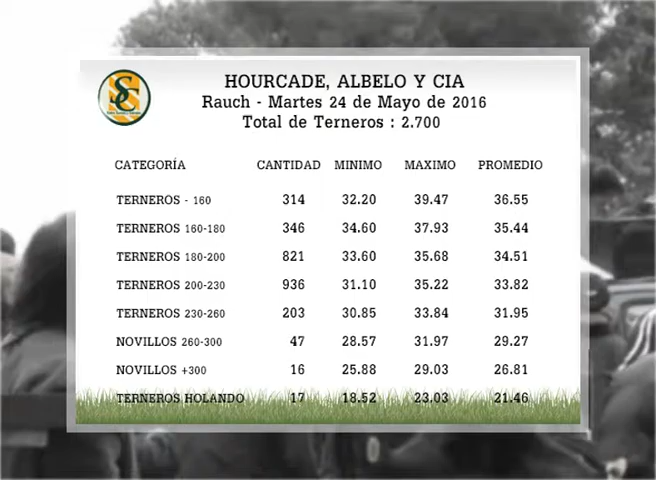 HOURCADE, ALBELO Y CIA
Rauch - Martes 24 de Mayo de 2016
Total de Terneros : 2.700
CATEGORÍA CANTIDAD MINIMO MAXIMO PROMEDIO
TERNEROS - 160 314 32.20 39.47 36.55
TERNEROS 160-180 346 34.60 37.93 35.44
TERNEROS 180-200 821 33.60 35.68 34.51
TERNEROS 200-230 936 31.10 35.22 33.82
TERNEROS 230-260 203 30.85 33.84 31.95
NOVILLOS 260-300 47 28.57 31.97 29.27
NOVILLOS +300 16 25.88 29.03 26.81
TERNEROS HOLANDO 17 18.52 23.03 21.46